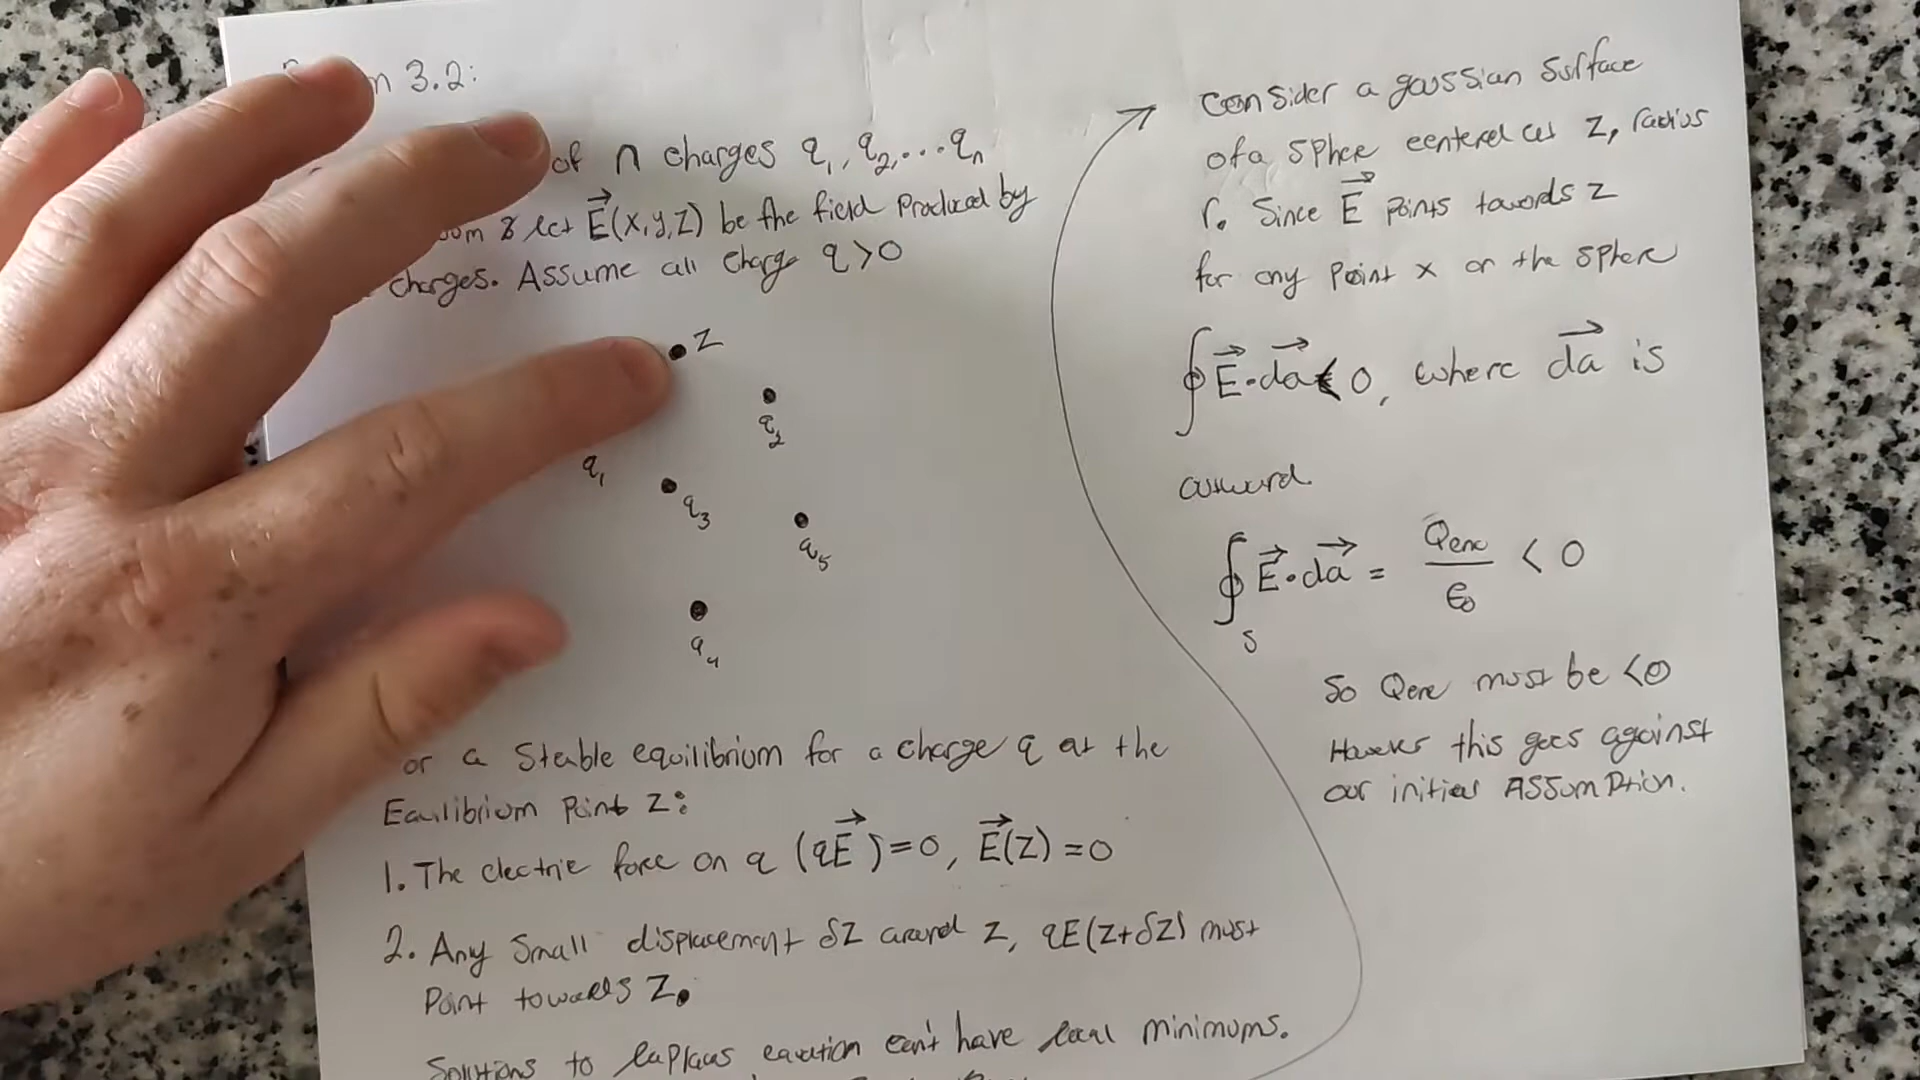 n 3.2:
of n charges q₁, q₂,... qₙ
& let E⃗(x,y,z) be the field produced by
charges. Assume all charge q>0
z
q₂
q₁
q₃
q₅
q₄
or a Stable equilibrium for a charge q at the
Equilibrium Point z:
1. The electric force on q (qE⃗)=0, E⃗(z)=0
2. Any Small displacement δz around z, qE(z+δz) must
Point towards z.
Solutions to laplaces equation can't have local minimums.
Consider a gaussian Surface
of a sphere centered at z, radius
r. Since E⃗ points towards z
for any point x on the sphere
∮E⃗·da⃗ < 0, where da⃗ is
outward.
∮E⃗·da⃗ = Qenc/ε₀ < 0
S
So Qenc must be <0
However this goes against
our initial ASSUMPtion.